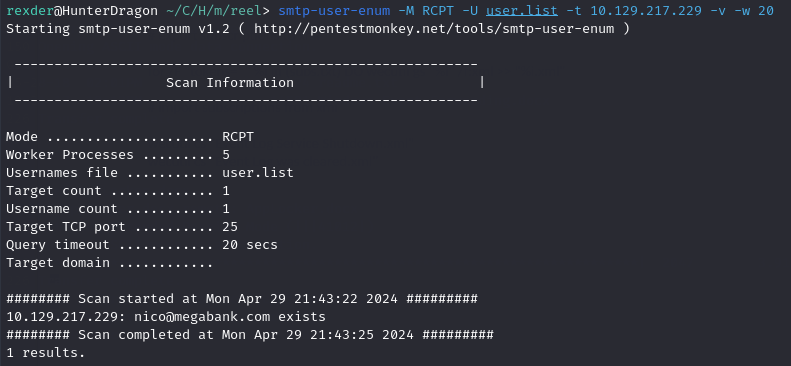 rexder@HunterDragon ~/C/H/m/reel> smtp-user-enum -M RCPT -U user.list -t 10.129.217.229 -v -w 20
Starting smtp-user-enum v1.2 ( http://pentestmonkey.net/tools/smtp-user-enum )
 ----------------------------------------------------------
|                   Scan Information                       |
 ----------------------------------------------------------
Mode ..................... RCPT
Worker Processes ......... 5
Usernames file ........... user.list
Target count ............. 1
Username count ........... 1
Target TCP port .......... 25
Query timeout ............ 20 secs
Target domain ............
######## Scan started at Mon Apr 29 21:43:22 2024 #########
10.129.217.229: nico@megabank.com exists
######## Scan completed at Mon Apr 29 21:43:25 2024 #########
1 results.